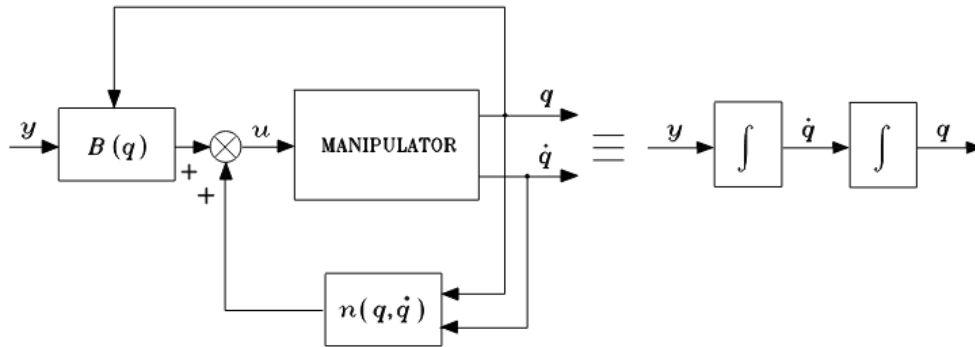 y
B(q)
+
+
u
MANIPULATOR
q
q̇
n(q,q̇)
≡
y
∫
q̇
∫
q